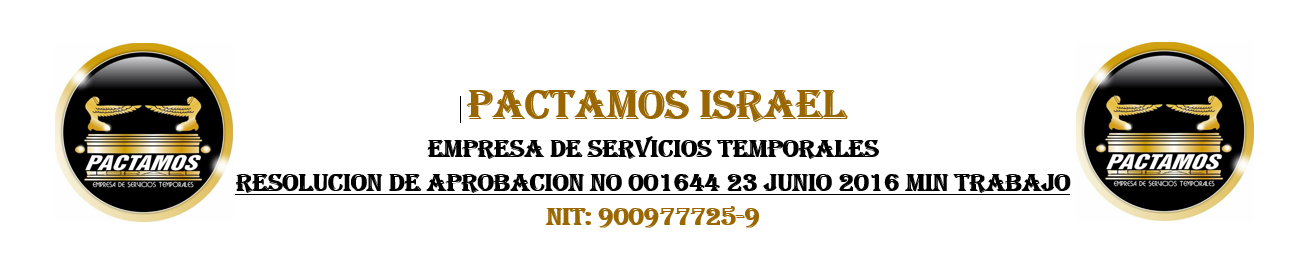 PACTAMOS
EMPRESA DE SERVICIOS TEMPORALES
PACTAMOS ISRAEL
EMPRESA DE SERVICIOS TEMPORALES
RESOLUCION DE APROBACION NO 001644 23 JUNIO 2016 MIN TRABAJO
NIT: 900977725-9
PACTAMOS
EMPRESA DE SERVICIOS TEMPORALES